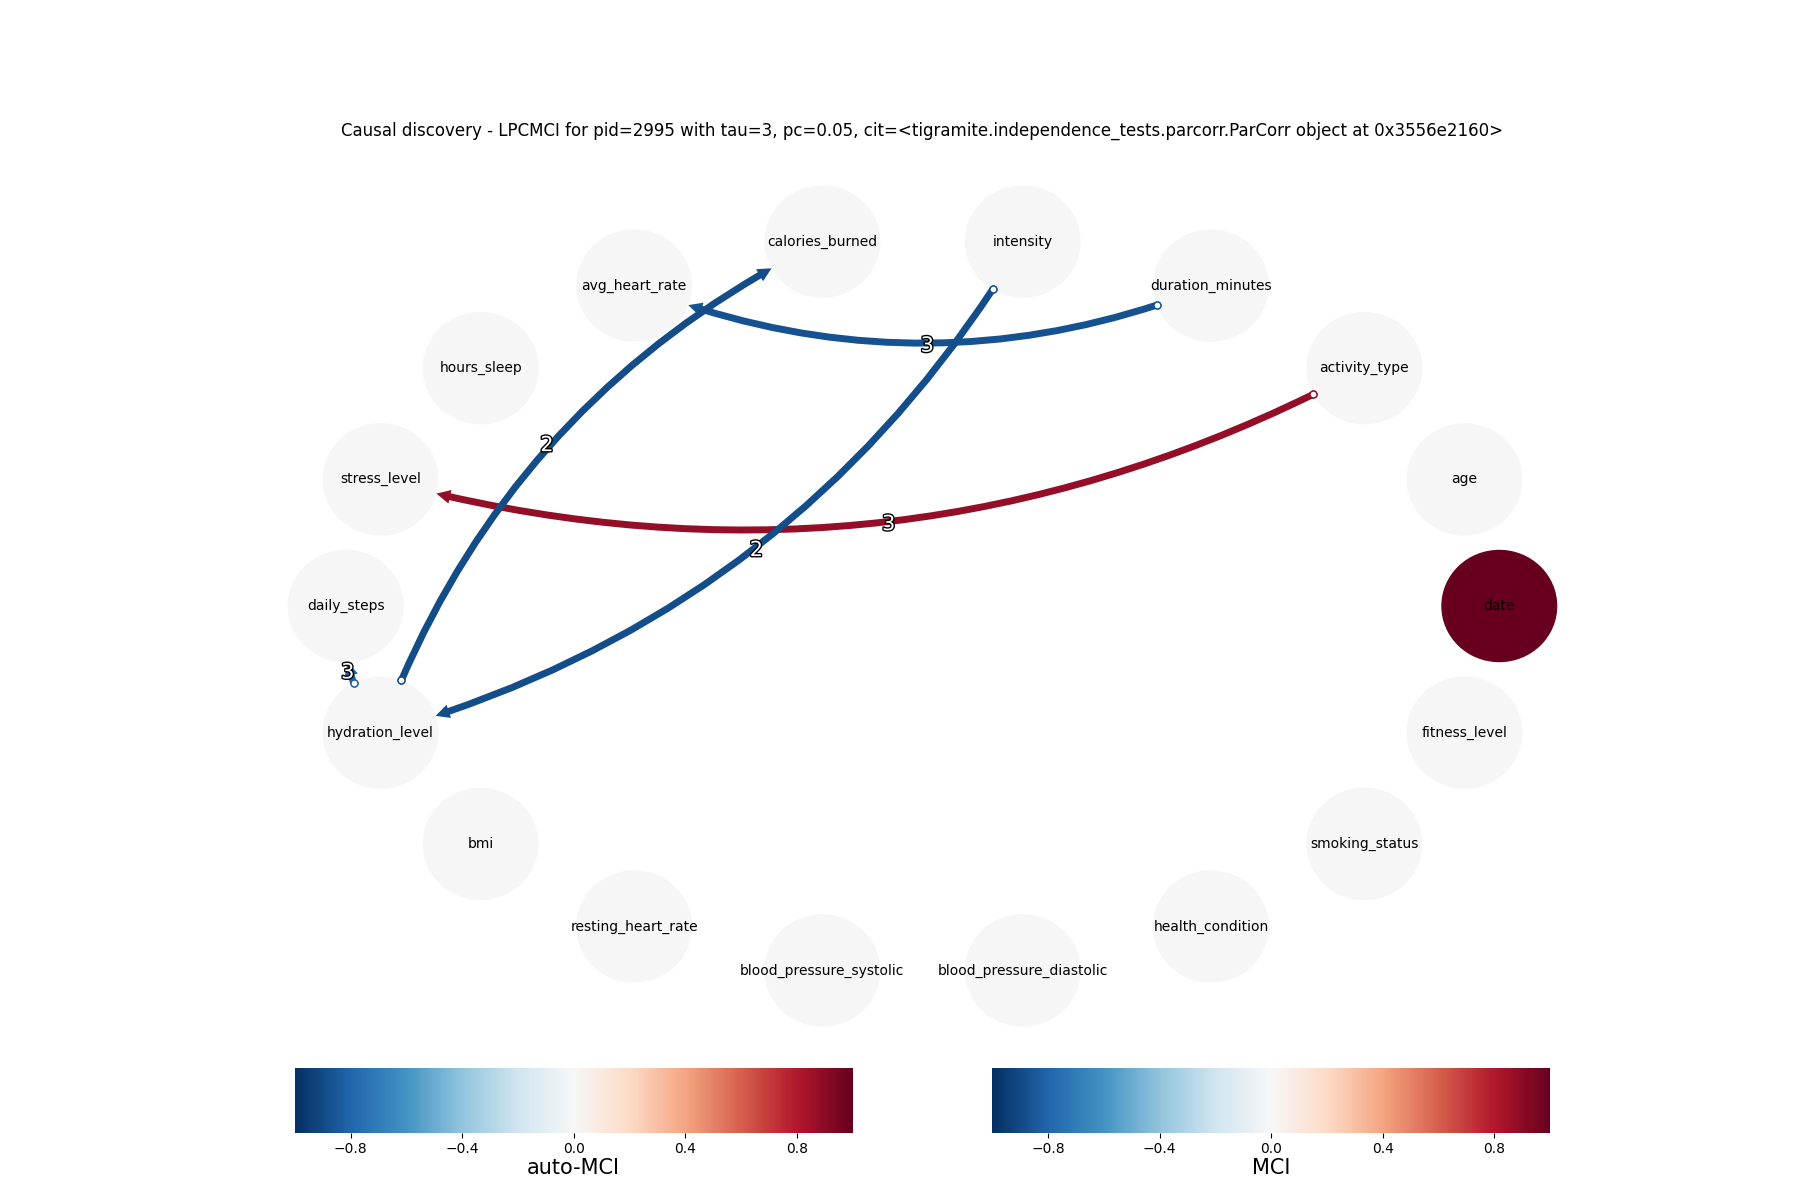 Causal discovery - LPCMCI for pid=2995 with tau=3, pc=0.05, cit=<tigramite.independence_tests.parcorr.ParCorr object at 0x3556e2160>
calories_burned
intensity
avg_heart_rate
duration_minutes
3
hours_sleep
activity_type
2
stress_level
age
3
2
daily_steps
date
3
hydration_level
fitness_level
bmi
smoking_status
resting_heart_rate
health_condition
blood_pressure_systolic
blood_pressure_diastolic
−0.8 −0.4 0.0 0.4 0.8
auto-MCI
−0.8 −0.4 0.0 0.4 0.8
MCI